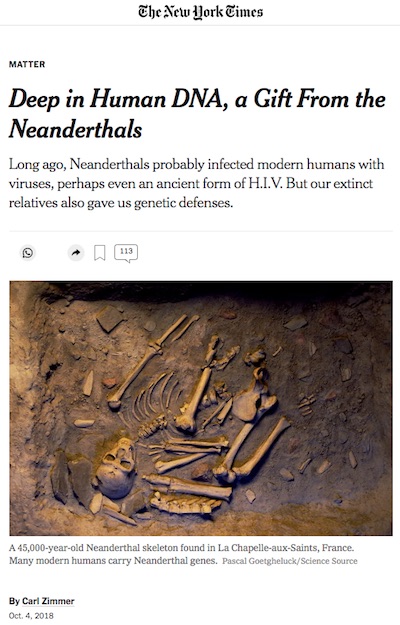 The New York Times
MATTER
Deep in Human DNA, a Gift From the
Neanderthals
Long ago, Neanderthals probably infected modern humans with
viruses, perhaps even an ancient form of H.I.V. But our extinct
relatives also gave us genetic defenses.
113
A 45,000-year-old Neanderthal skeleton found in La Chapelle-aux-Saints, France.
Many modern humans carry Neanderthal genes. Pascal Goetgheluck/Science Source
By Carl Zimmer
Oct. 4, 2018